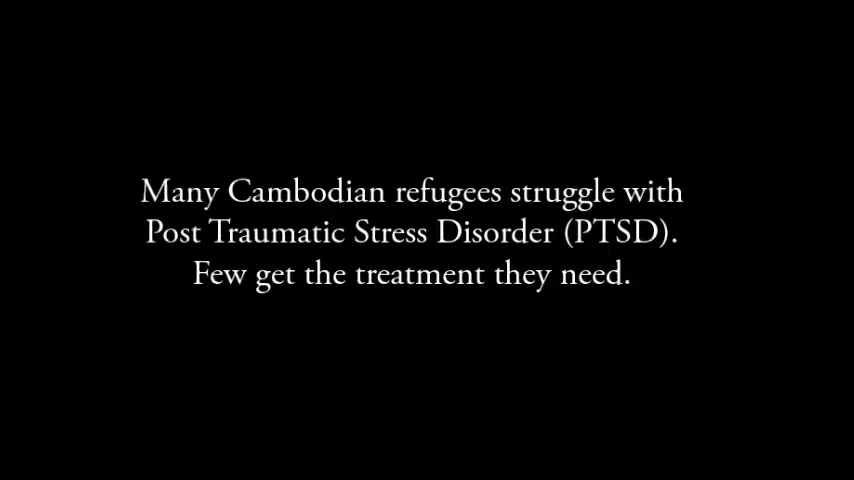 Many Cambodian refugees struggle with
Post Traumatic Stress Disorder (PTSD).
Few get the treatment they need.